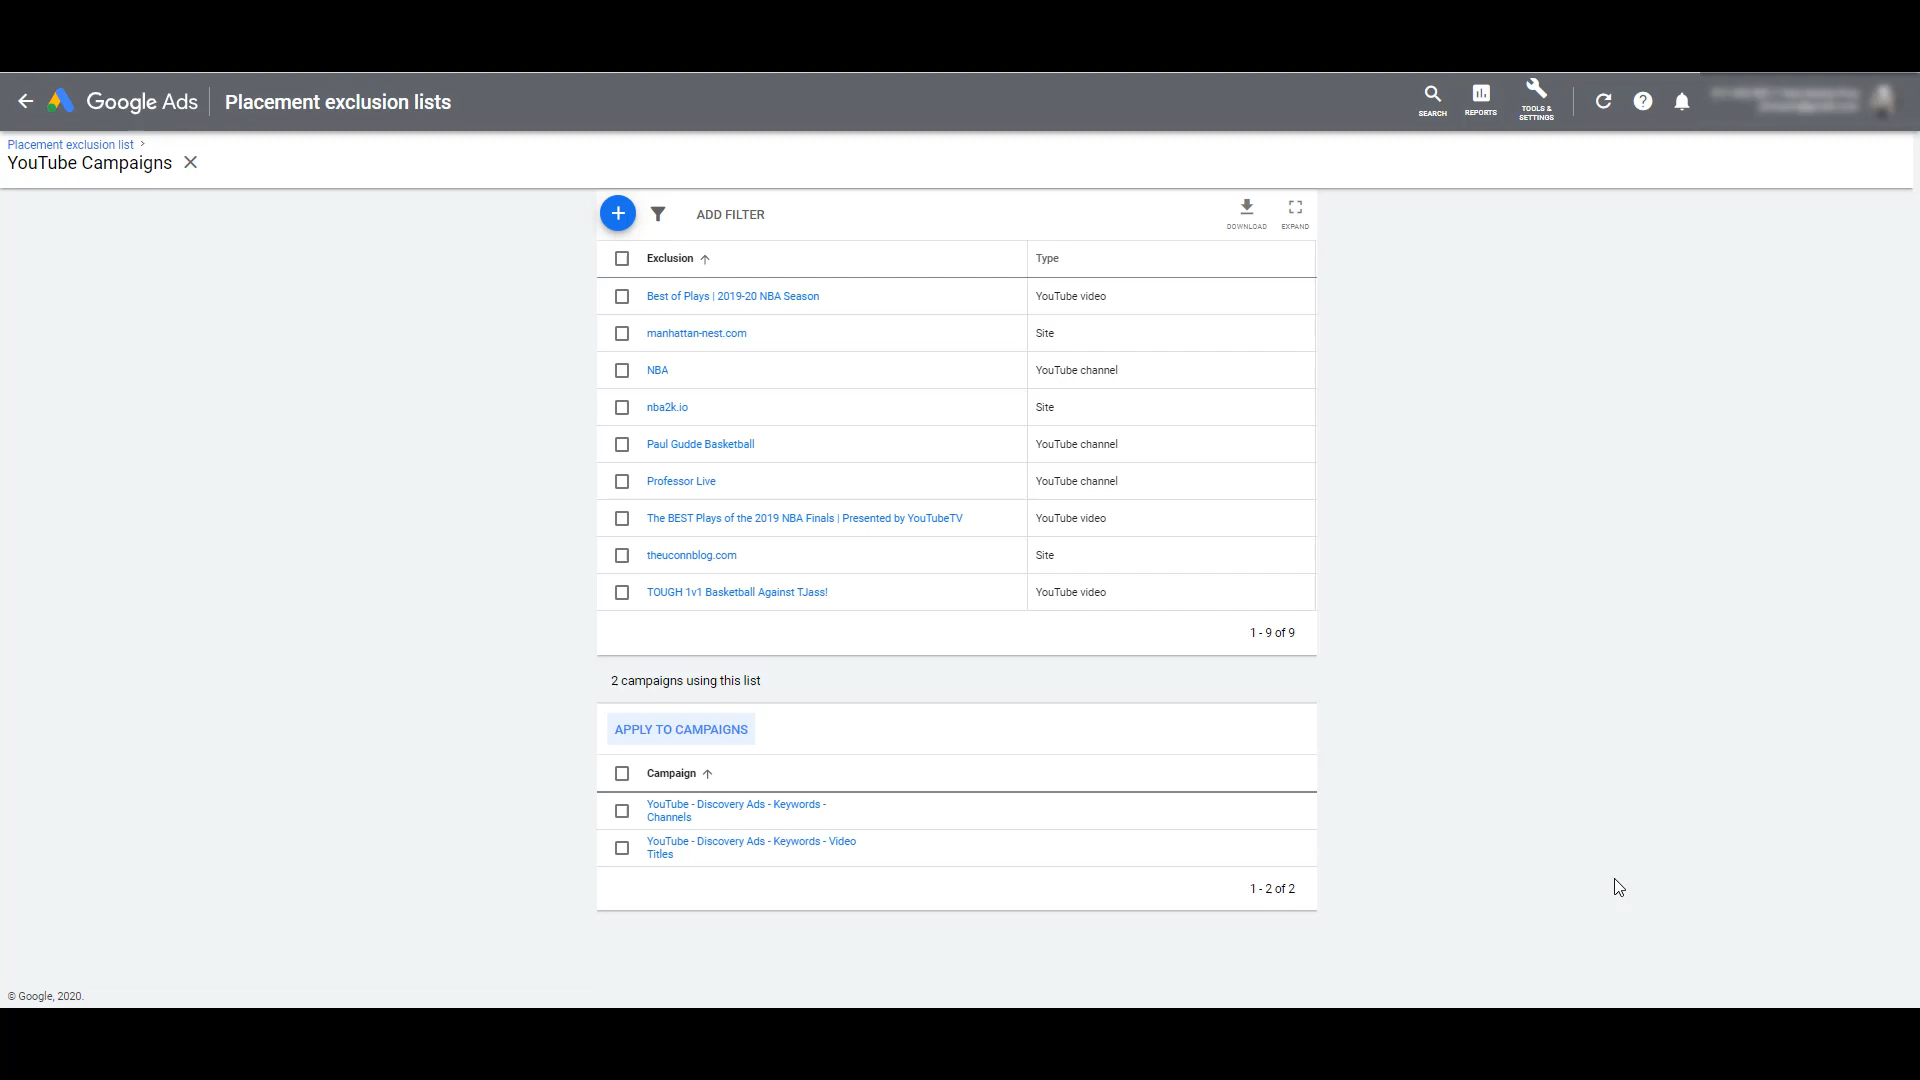 Google Ads
Placement exclusion lists
SEARCH
REPORTS
TOOLS &
SETTINGS
Placement exclusion list >
YouTube Campaigns
ADD FILTER
DOWNLOAD
EXPAND
Exclusion
Type
Best of Plays | 2019-20 NBA Season
YouTube video
manhattan-nest.com
Site
NBA
YouTube channel
nba2k.io
Site
Paul Gudde Basketball
YouTube channel
Professor Live
YouTube channel
The BEST Plays of the 2019 NBA Finals | Presented by YouTubeTV
YouTube video
theuconnblog.com
Site
TOUGH 1v1 Basketball Against TJass!
YouTube video
1 - 9 of 9
2 campaigns using this list
APPLY TO CAMPAIGNS
Campaign
YouTube - Discovery Ads - Keywords -
Channels
YouTube - Discovery Ads - Keywords - Video
Titles
1 - 2 of 2
© Google, 2020.